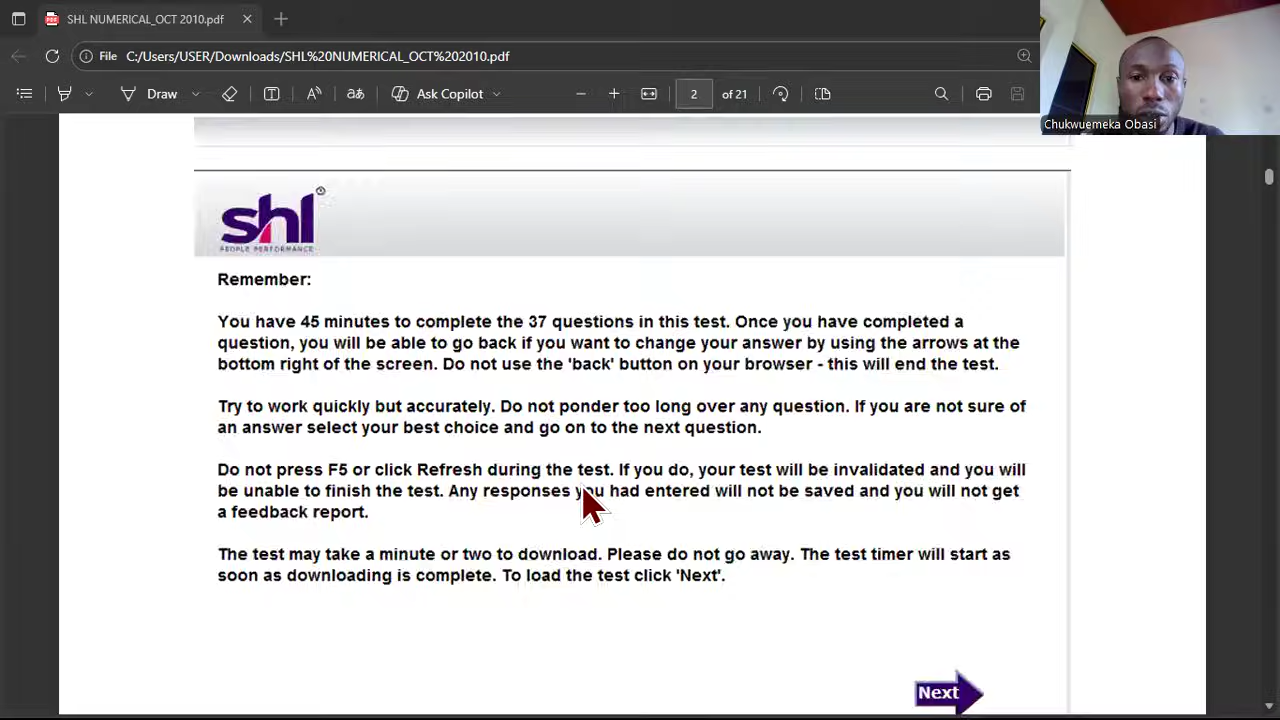 SHL NUMERICAL_OCT 2010.pdf
File C:/Users/USER/Downloads/SHL%20NUMERICAL_OCT%202010.pdf
Draw
Ask Copilot
2 of 21
Chukwuemeka Obasi
shl
PEOPLE PERFORMANCE
Remember:
You have 45 minutes to complete the 37 questions in this test. Once you have completed a
question, you will be able to go back if you want to change your answer by using the arrows at the
bottom right of the screen. Do not use the 'back' button on your browser - this will end the test.
Try to work quickly but accurately. Do not ponder too long over any question. If you are not sure of
an answer select your best choice and go on to the next question.
Do not press F5 or click Refresh during the test. If you do, your test will be invalidated and you will
be unable to finish the test. Any responses you had entered will not be saved and you will not get
a feedback report.
The test may take a minute or two to download. Please do not go away. The test timer will start as
soon as downloading is complete. To load the test click 'Next'.
Next